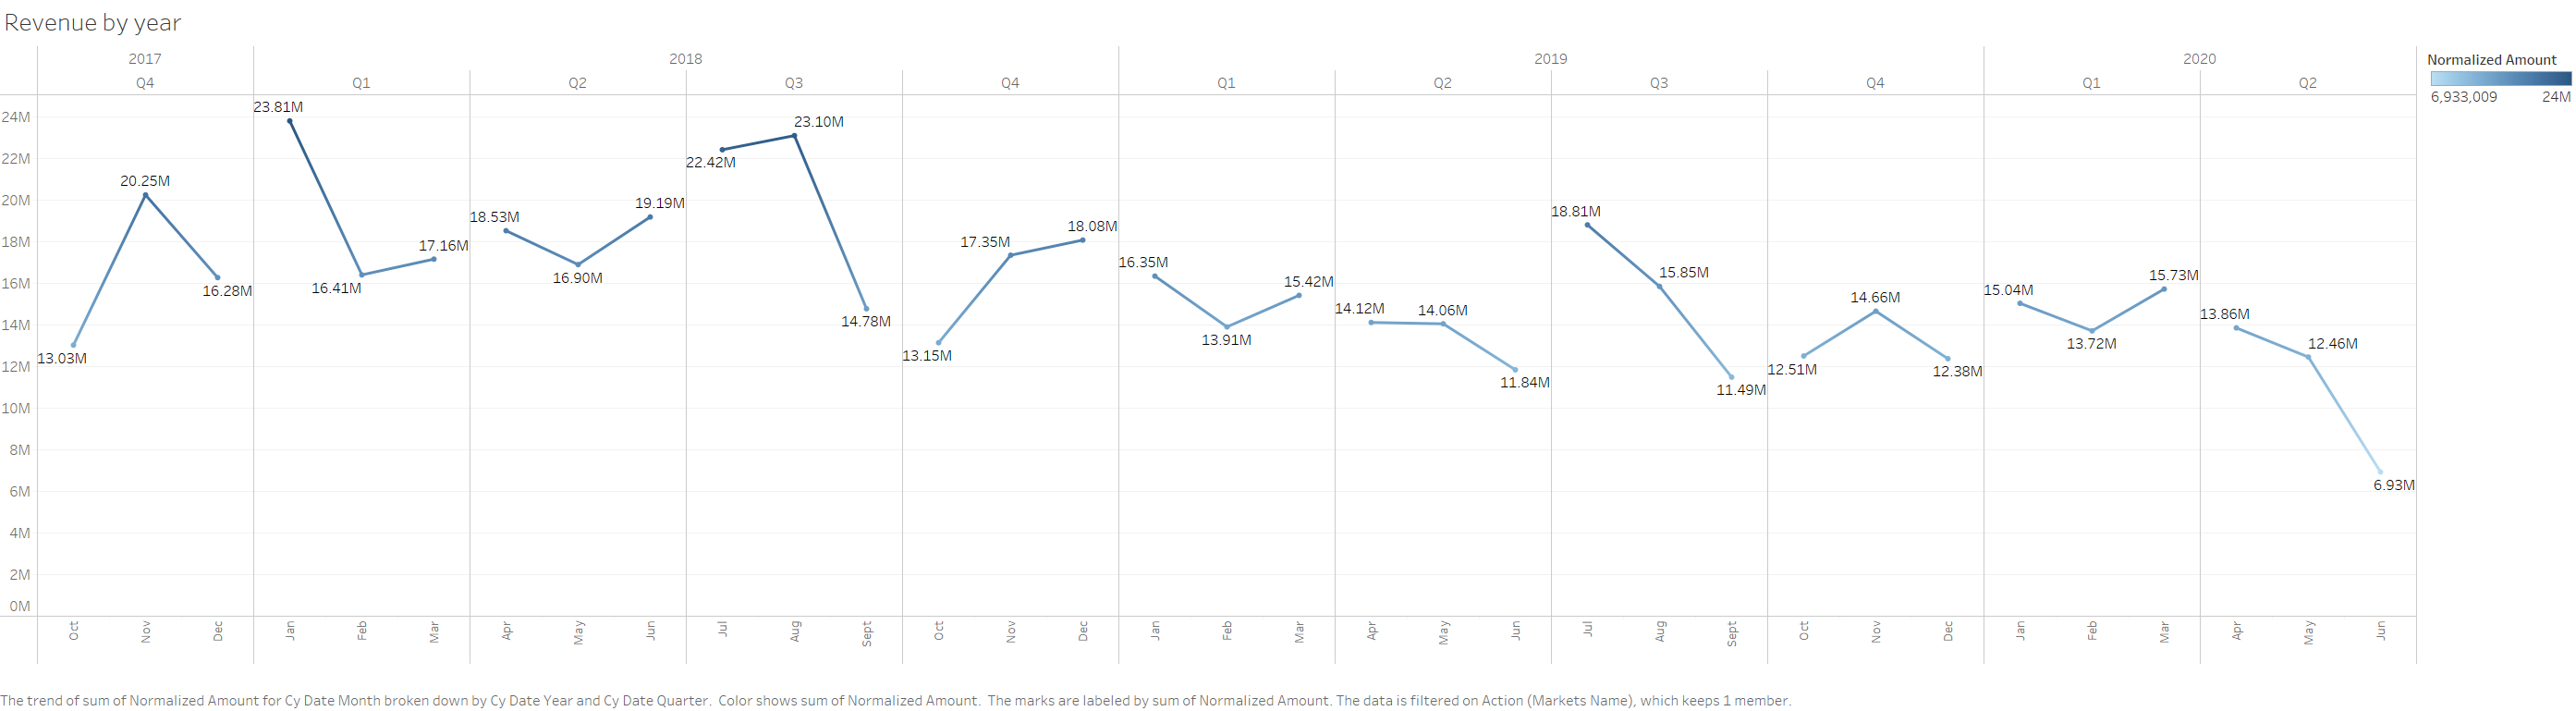 Revenue by year
2017 2018 2019 2020
Q4 Q1 Q2 Q3 Q4 Q1 Q2 Q3 Q4 Q1 Q2
Normalized Amount
6,933,009 24M
24M
22M
20M
18M
16M
14M
12M
10M
8M
6M
4M
2M
0M
13.03M 20.25M 16.28M
23.81M 16.41M 17.16M
18.53M 16.90M 19.19M
22.42M 23.10M 14.78M
13.15M 17.35M 18.08M
16.35M 13.91M 15.42M
14.12M 14.06M 11.84M
18.81M 15.85M 11.49M
12.51M 14.66M 12.38M
15.04M 13.72M 15.73M
13.86M 12.46M 6.93M
Oct Nov Dec Jan Feb Mar Apr May Jun Jul Aug Sept Oct Nov Dec Jan Feb Mar Apr May Jun Jul Aug Sept Oct Nov Dec Jan Feb Mar Apr May Jun
The trend of sum of Normalized Amount for Cy Date Month broken down by Cy Date Year and Cy Date Quarter. Color shows sum of Normalized Amount. The marks are labeled by sum of Normalized Amount. The data is filtered on Action (Markets Name), which keeps 1 member.